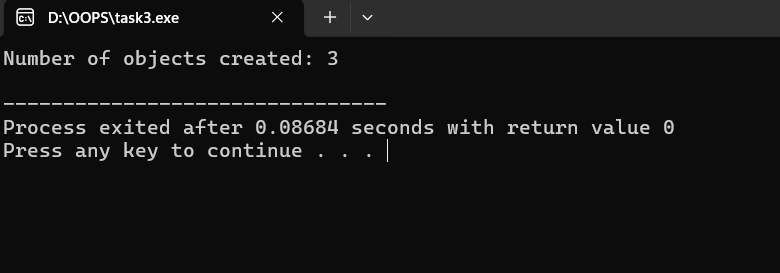 D:\OOPS\task3.exe
Number of objects created: 3
--------------------------------
Process exited after 0.08684 seconds with return value 0
Press any key to continue . . .